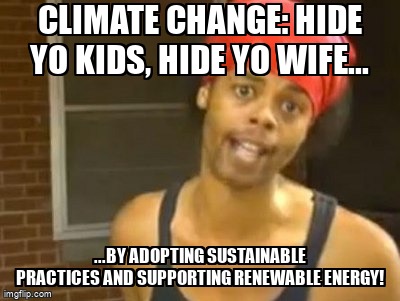 CLIMATE CHANGE: HIDE
YO KIDS, HIDE YO WIFE...
...BY ADOPTING SUSTAINABLE
PRACTICES AND SUPPORTING RENEWABLE ENERGY!
imgflip.com